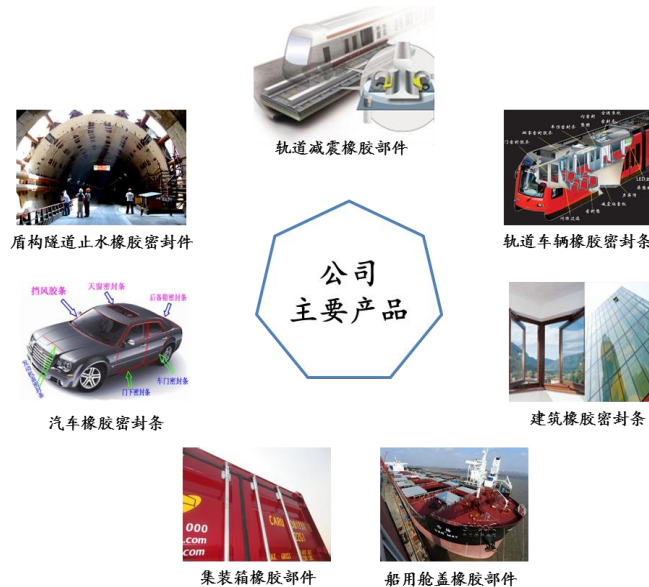 轨道减震橡胶部件
盾构隧道止水橡胶密封件
轨道车辆橡胶密封条
公司
主要产品
挡风胶条
天窗密封条
后备箱密封条
车门密封条
门下密封条
汽车橡胶密封条
建筑橡胶密封条
000
.com
集装箱橡胶部件
船用舱盖橡胶部件